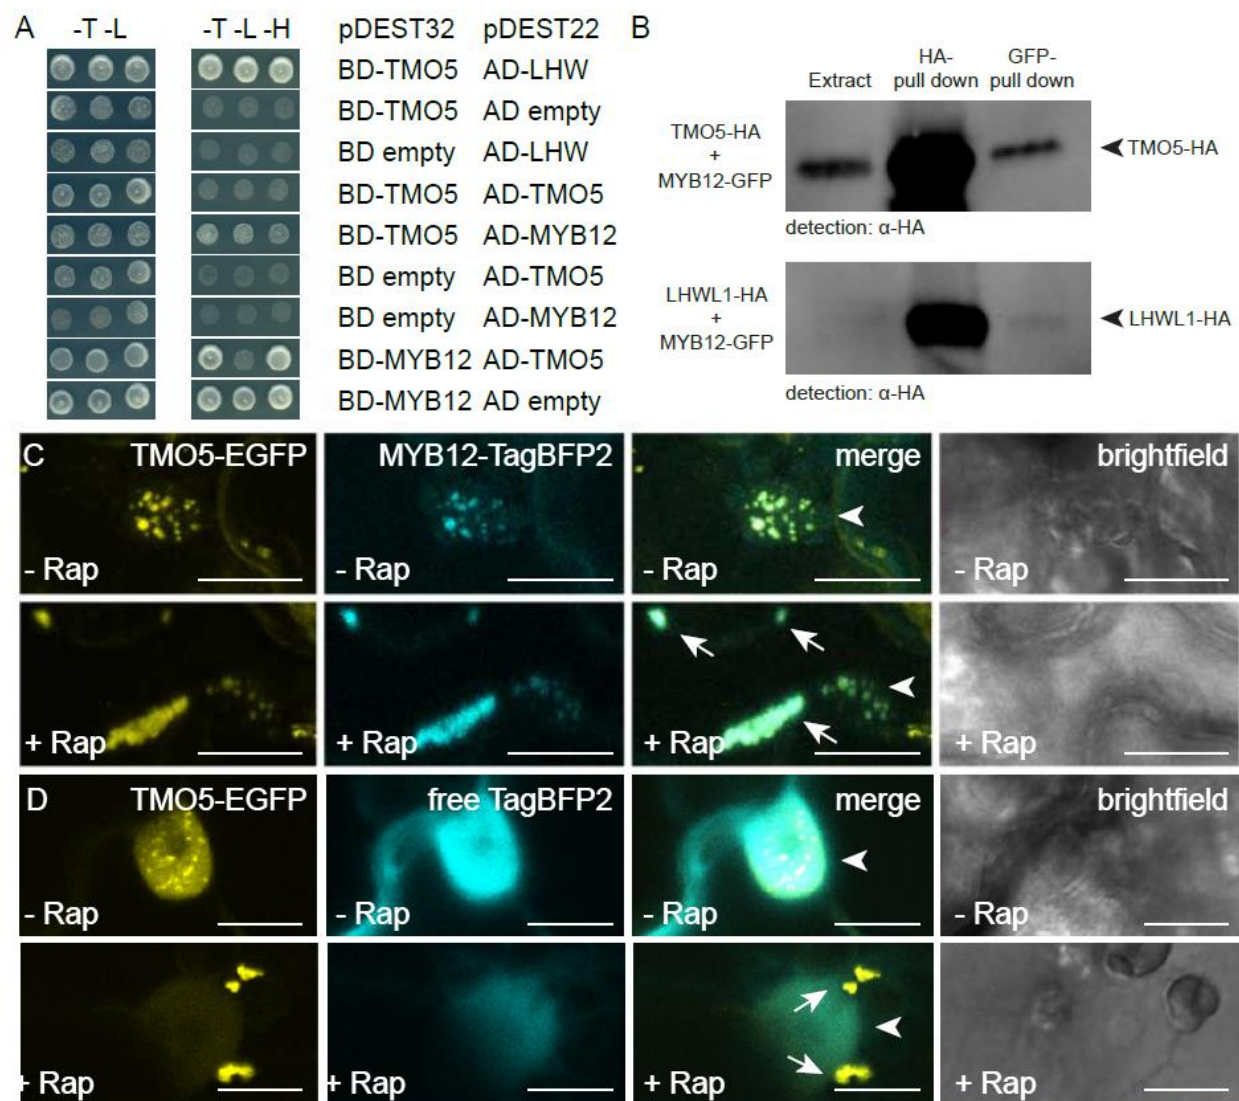 A -T -L -T -L -H pDEST32 pDEST22
BD-TMO5 AD-LHW
BD-TMO5 AD empty
BD empty AD-LHW
BD-TMO5 AD-TMO5
BD-TMO5 AD-MYB12
BD empty AD-TMO5
BD empty AD-MYB12
BD-MYB12 AD-TMO5
BD-MYB12 AD empty
B
Extract HA-pull down GFP-pull down
TMO5-HA
+
MYB12-GFP
TMO5-HA
detection: α-HA
LHWL1-HA
+
MYB12-GFP
LHWL1-HA
detection: α-HA
C TMO5-EGFP MYB12-TagBFP2 merge brightfield
- Rap - Rap - Rap - Rap
+ Rap + Rap + Rap + Rap
D TMO5-EGFP free TagBFP2 merge brightfield
- Rap - Rap - Rap - Rap
+ Rap + Rap + Rap + Rap